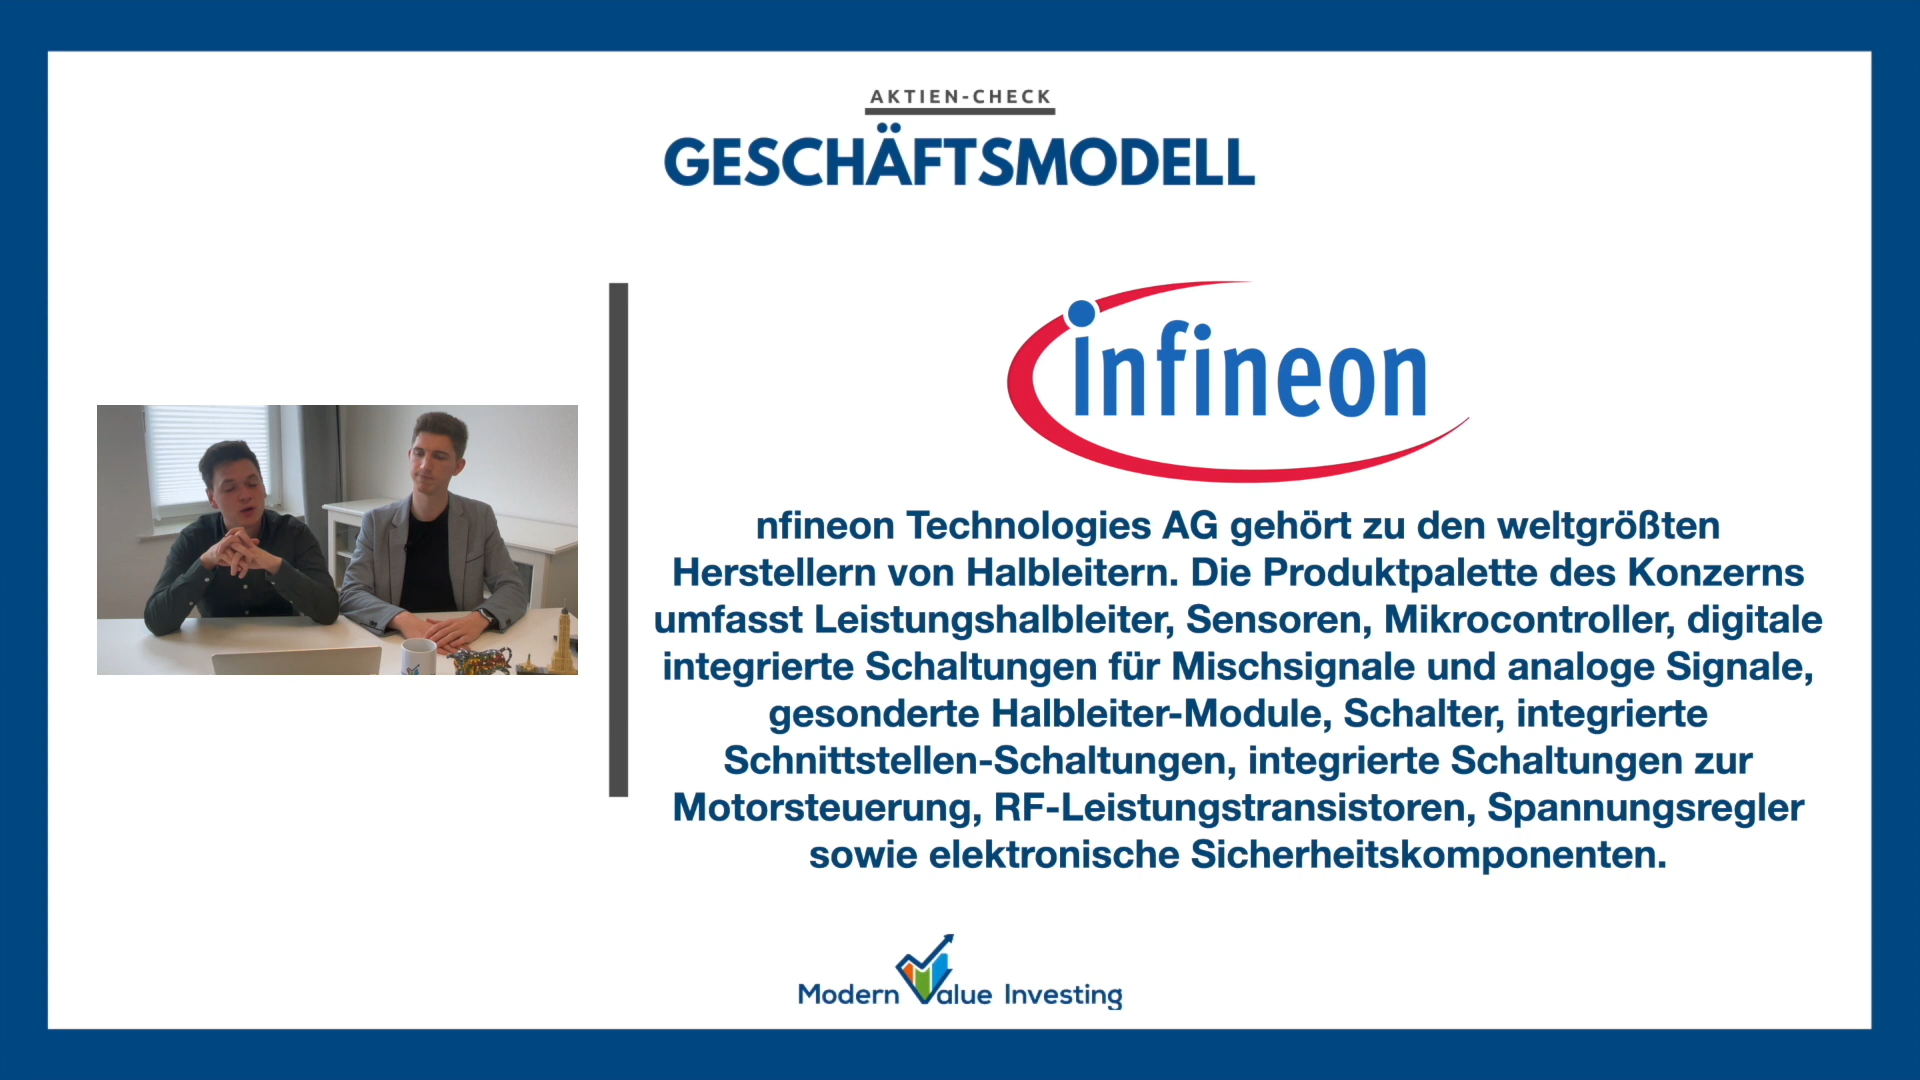 AKTIEN-CHECK
GESCHÄFTSMODELL
infineon
nfineon Technologies AG gehört zu den weltgrößten
Herstellern von Halbleitern. Die Produktpalette des Konzerns
umfasst Leistungshalbleiter, Sensoren, Mikrocontroller, digitale
integrierte Schaltungen für Mischsignale und analoge Signale,
gesonderte Halbleiter-Module, Schalter, integrierte
Schnittstellen-Schaltungen, integrierte Schaltungen zur
Motorsteuerung, RF-Leistungstransistoren, Spannungsregler
sowie elektronische Sicherheitskomponenten.
Modern Value Investing